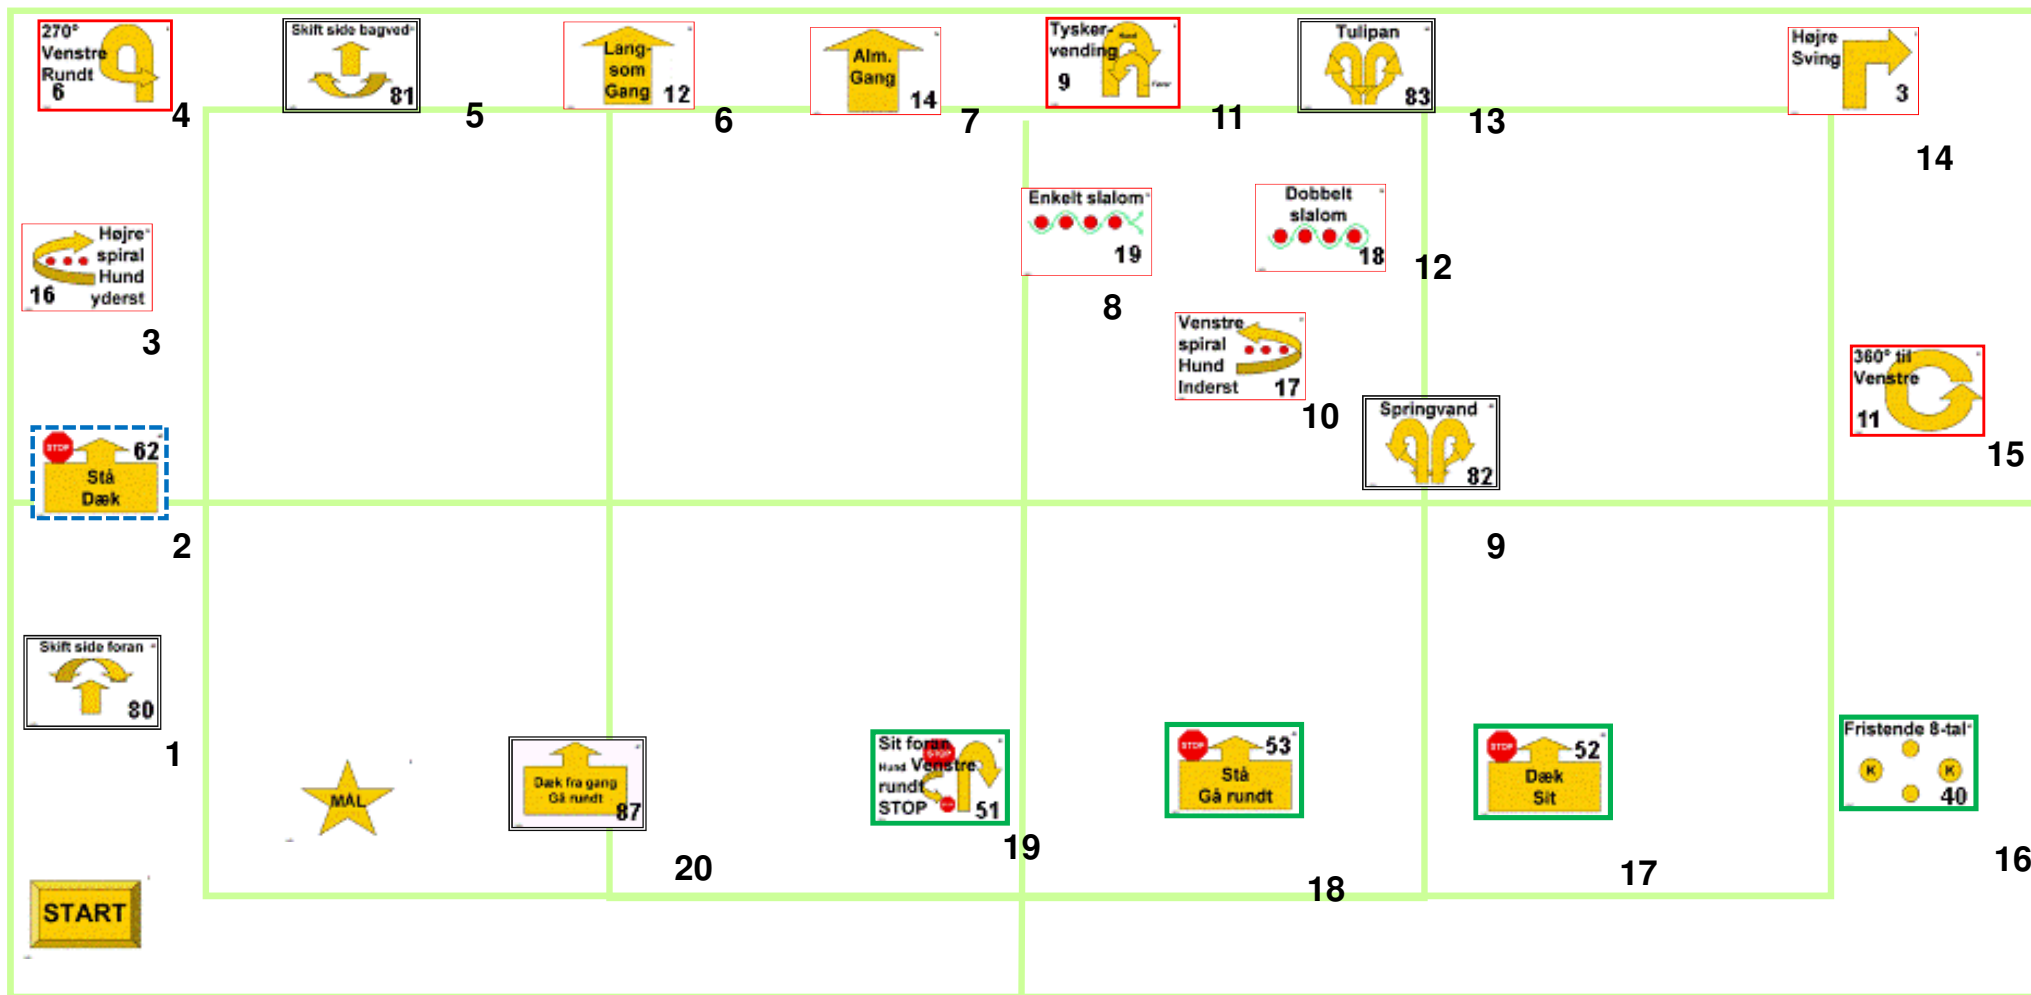 270°
Venstre
Rundt
6
4
Skift side bagved
81
5
Lang-
som
Gang
12
6
Alm.
Gang
14
7
Tysker-
vending
9
11
Tulipan
83
13
Højre
Sving
3
14
Højre
spiral
Hund
yderst
16
3
Enkelt slalom
19
8
Dobbelt
slalom
18
12
Venstre
spiral
Hund
Inderst
17
10
360° til
Venstre
11
15
STOP
62
Stå
Dæk
2
Springvand
82
9
Skift side foran
80
1
MÅL
Dæk fra gang
Gå rundt
87
20
Sit foran
STOP
Hund Venstre
rundt
STOP
51
19
STOP
53
Stå
Gå rundt
18
STOP
52
Dæk
Sit
17
Fristende 8-tal
K
K
40
16
START